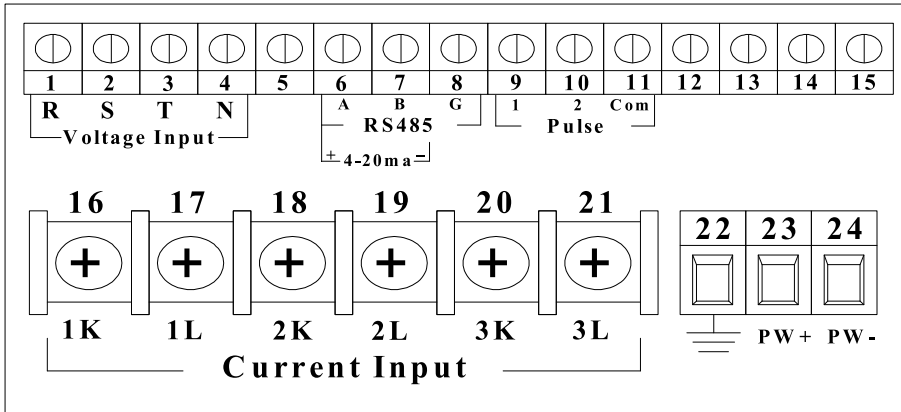 1 2 3 4 5 6 7 8 9 10 11 12 13 14 15
R S T N A B G 1 2 Com
Voltage Input RS485 Pulse
+ 4-20ma -
16 17 18 19 20 21
22 23 24
+ + + + + +
1K 1L 2K 2L 3K 3L
PW+ PW-
Current Input